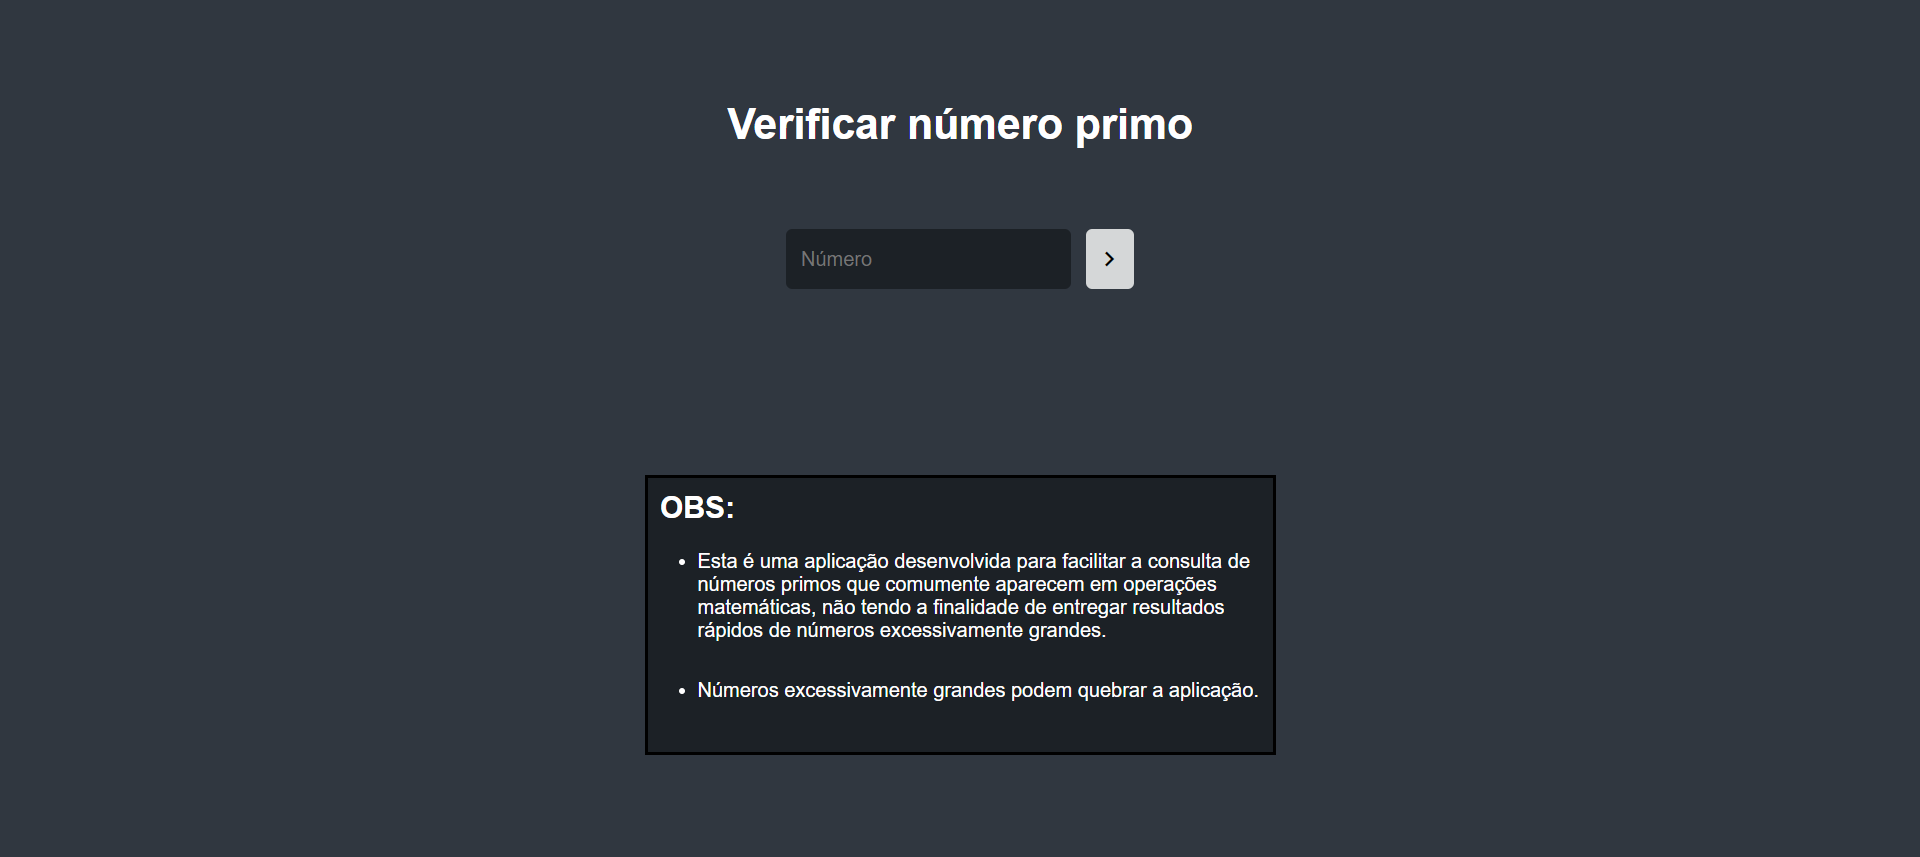 Verificar número primo
Número
OBS:
• Esta é uma aplicação desenvolvida para facilitar a consulta de
números primos que comumente aparecem em operações
matemáticas, não tendo a finalidade de entregar resultados
rápidos de números excessivamente grandes.
• Números excessivamente grandes podem quebrar a aplicação.